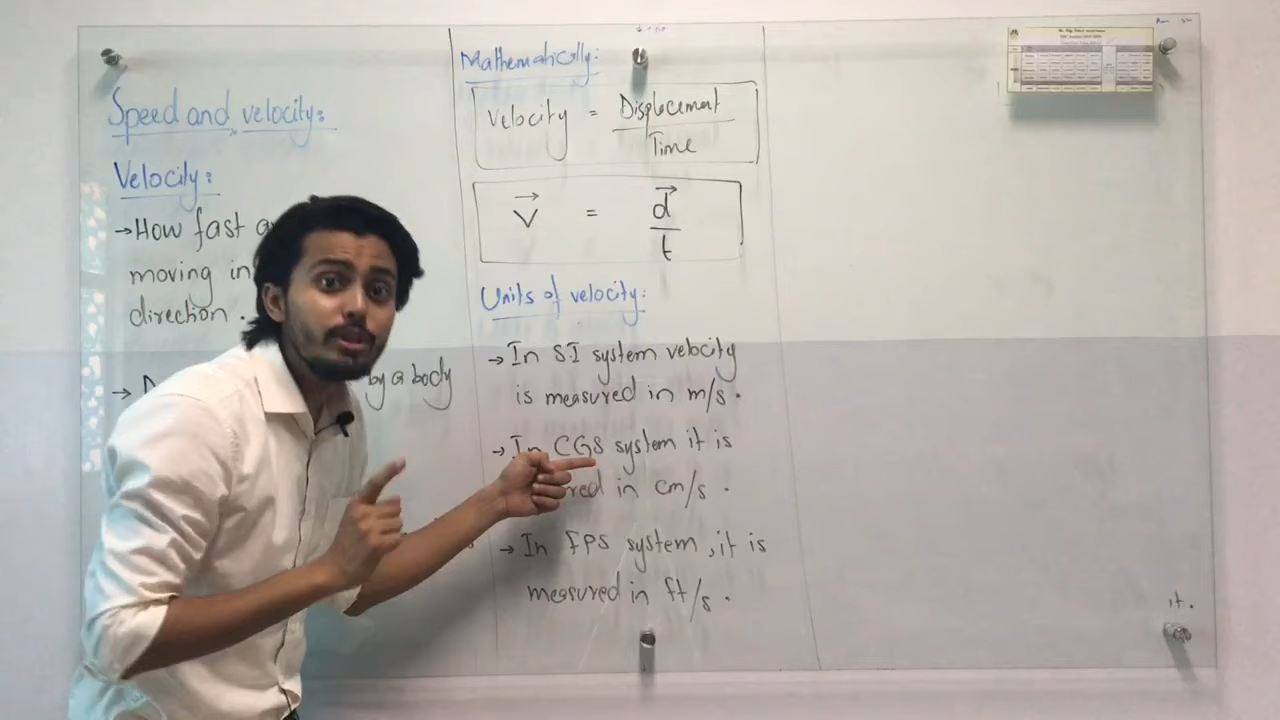 Speed and velocity:
Velocity:
→How fast
moving in
direction.
→
by a body
Mathematically:
Velocity = Displacement
Time
V = d
t
Units of velocity:
→In SI system velocity
is measured in m/s.
→In CGS system it is
in cm/s.
→In FPS system, it is
measured in ft/s.
it.